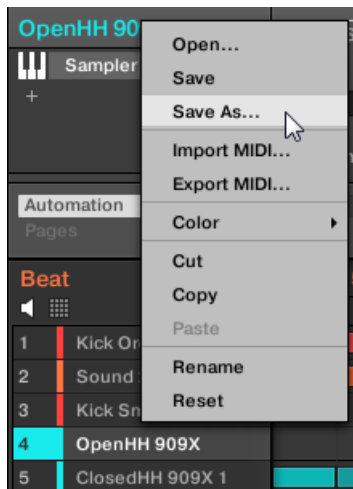 OpenHH 90
Sampler
+
Automation
Pages
Beat
1 Kick Or
2 Sound
3 Kick Sn
4 OpenHH 909X
5 ClosedHH 909X 1
Open...
Save
Save As...
Import MIDI...
Export MIDI...
Color
Cut
Copy
Paste
Rename
Reset